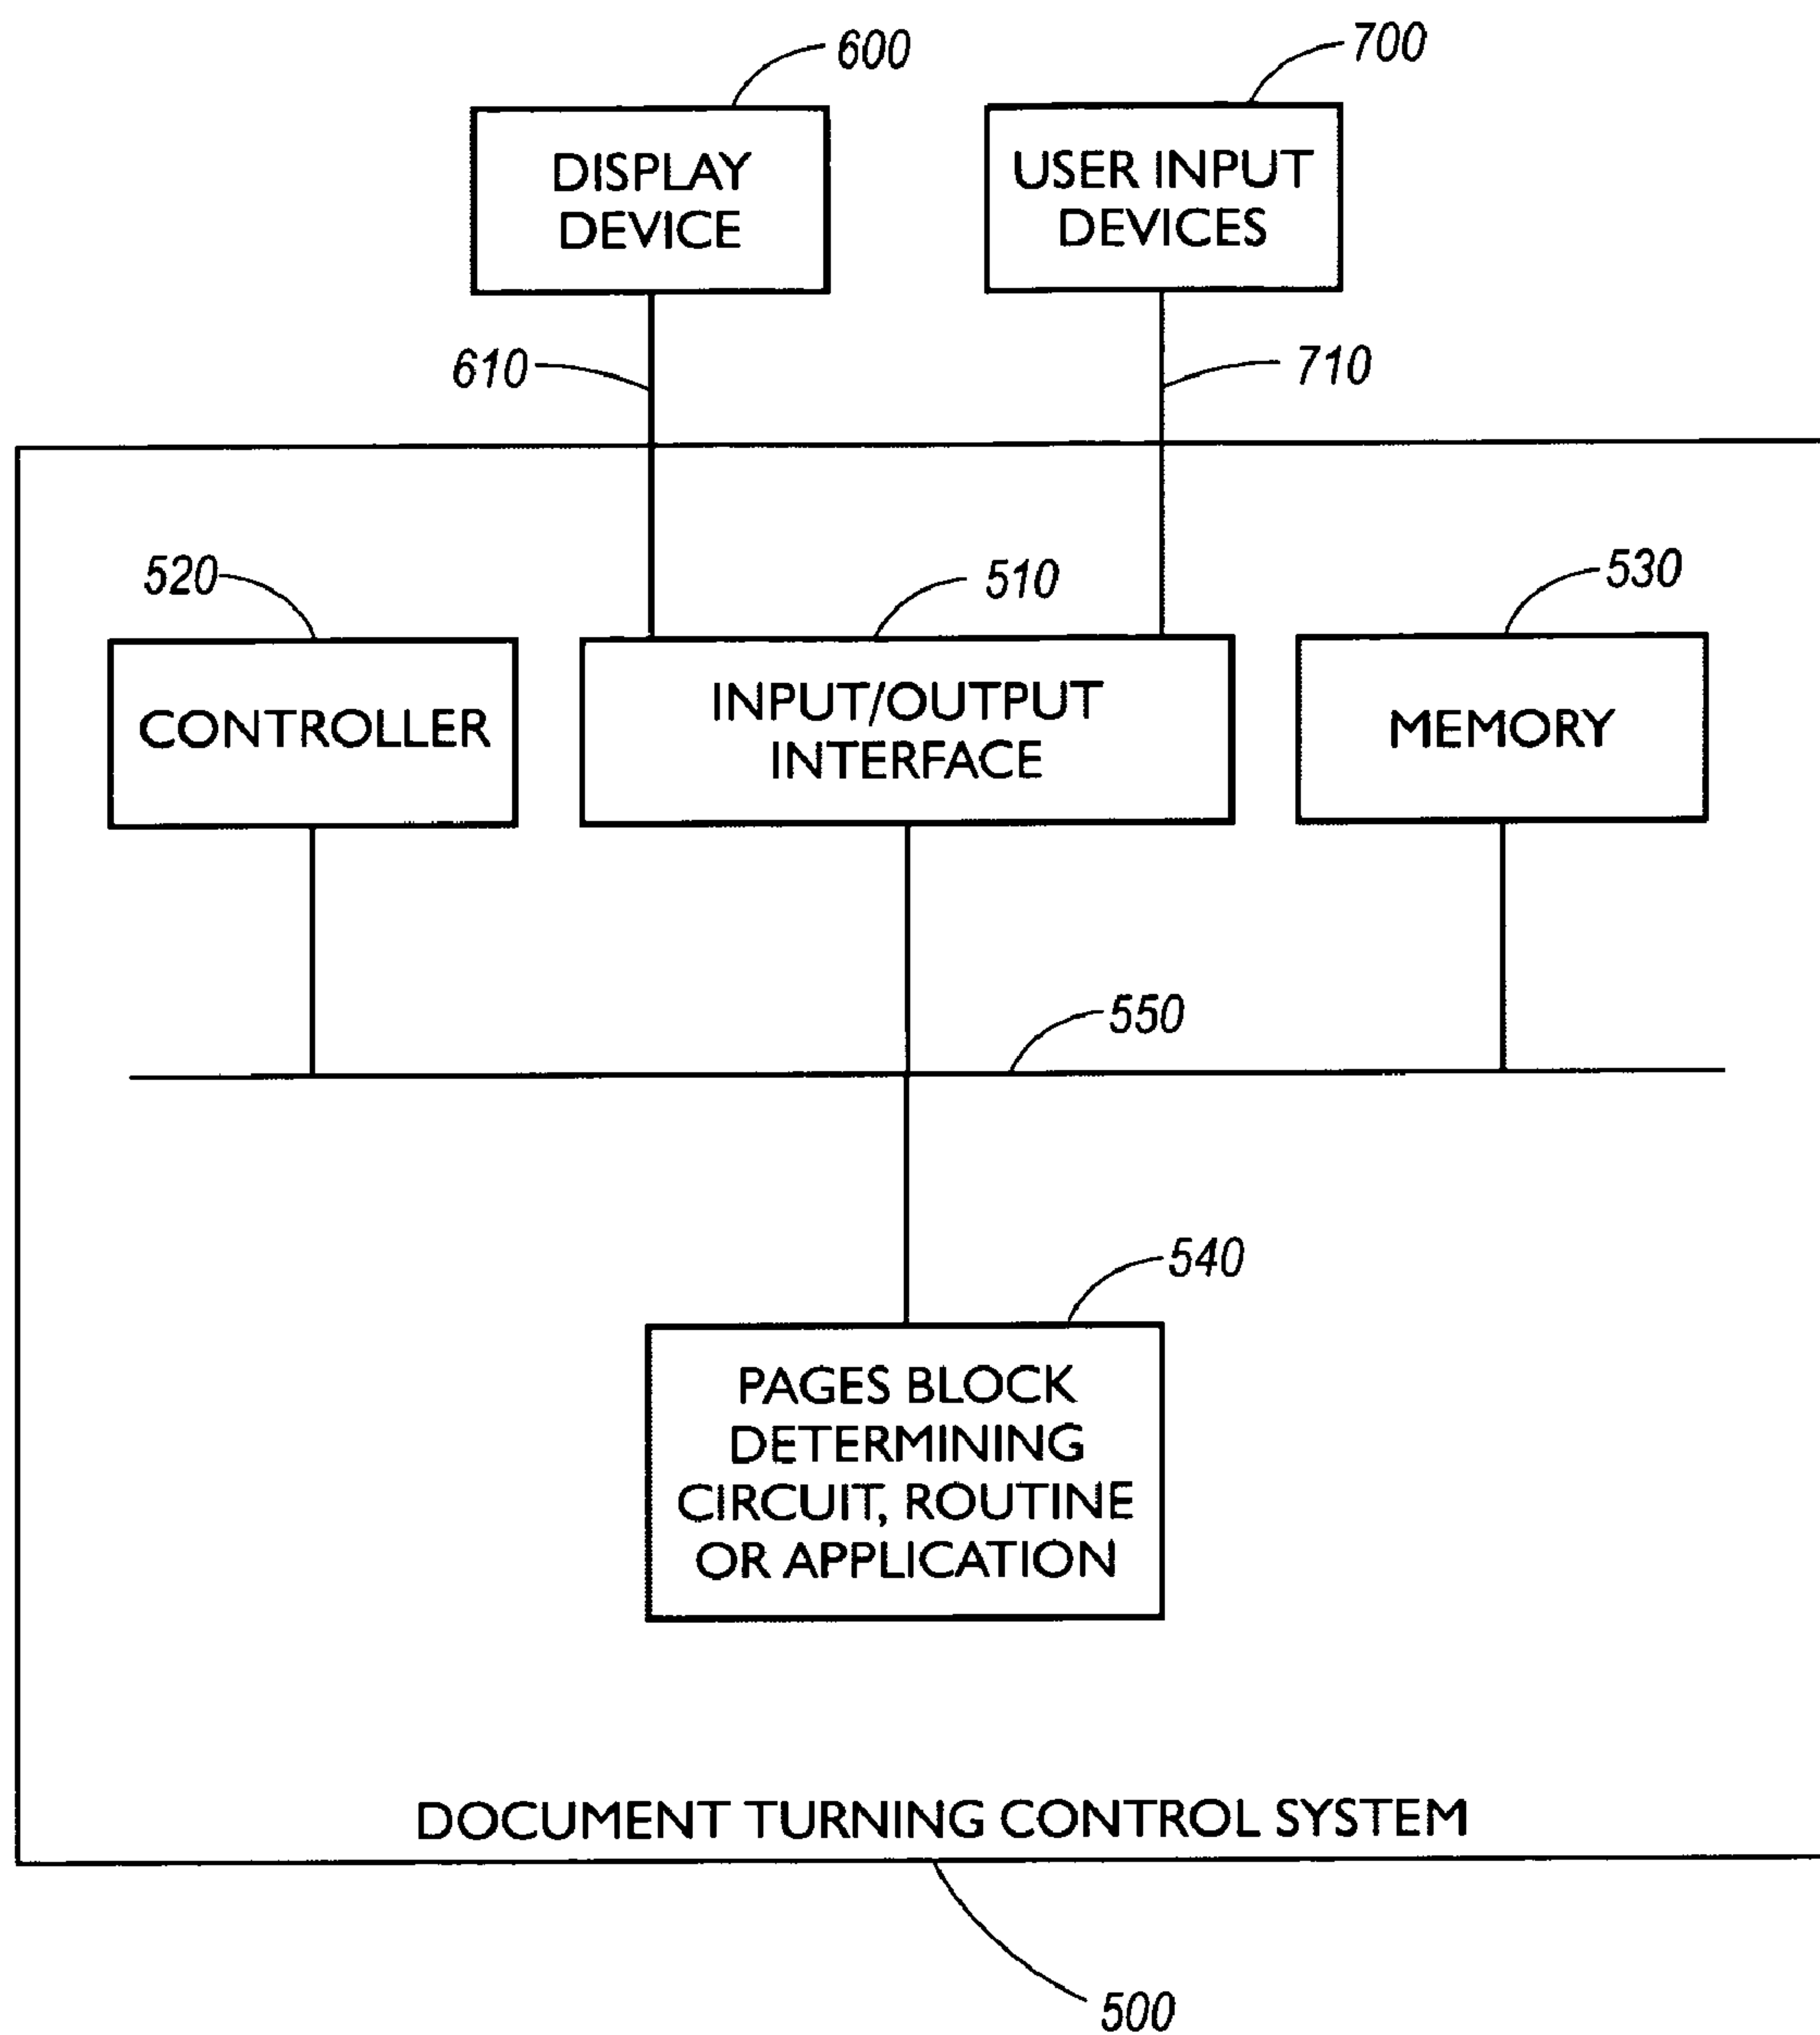 600
700
DISPLAY
DEVICE
USER INPUT
DEVICES
610
710
520
510
530
CONTROLLER
INPUT/OUTPUT
INTERFACE
MEMORY
550
540
PAGES BLOCK
DETERMINING
CIRCUIT, ROUTINE
OR APPLICATION
DOCUMENT TURNING CONTROL SYSTEM
500